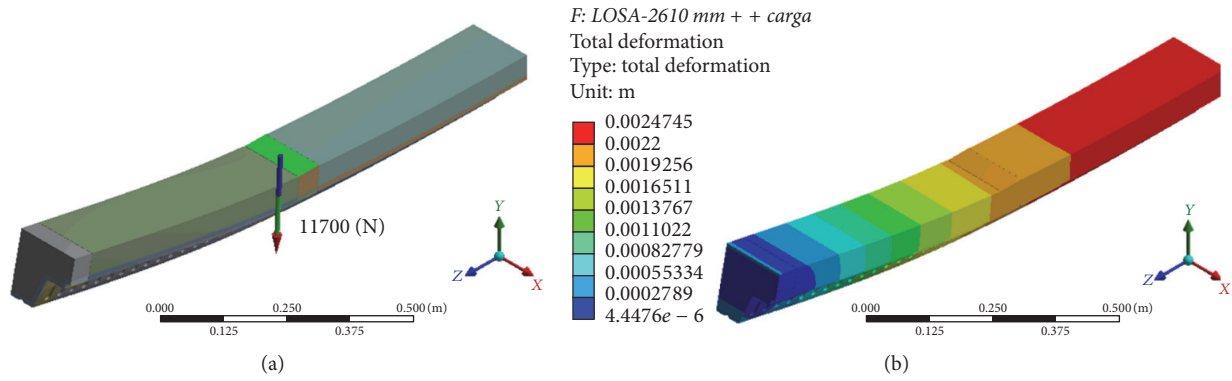 11700 (N)
Y
Z
X
0.000
0.250
0.500 (m)
0.125
0.375
(a)
F: LOSA-2610 mm + + carga
Total deformation
Type: total deformation
Unit: m
0.0024745
0.0022
0.0019256
0.0016511
0.0013767
0.0011022
0.00082779
0.00055334
0.0002789
4.4476e − 6
Y
Z
X
0.000
0.250
0.500 (m)
0.125
0.375
(b)